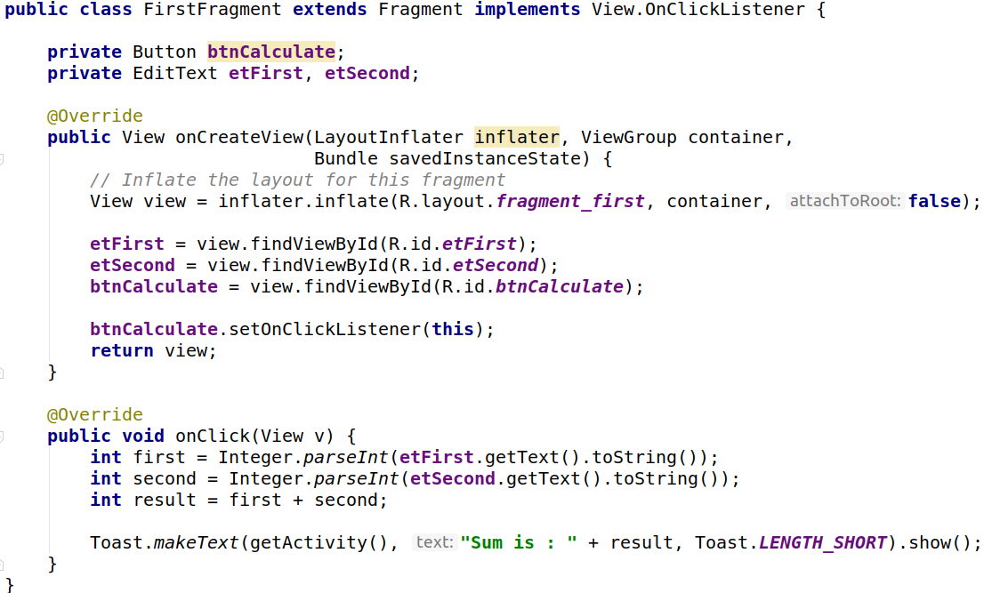 public class FirstFragment extends Fragment implements View.OnClickListener {
private Button btnCalculate;
private EditText etFirst, etSecond;
@Override
public View onCreateView(LayoutInflater inflater, ViewGroup container,
Bundle savedInstanceState) {
// Inflate the layout for this fragment
View view = inflater.inflate(R.layout.fragment_first, container, attachToRoot: false);
etFirst = view.findViewById(R.id.etFirst);
etSecond = view.findViewById(R.id.etSecond);
btnCalculate = view.findViewById(R.id.btnCalculate);
btnCalculate.setOnClickListener(this);
return view;
}
@Override
public void onClick(View v) {
int first = Integer.parseInt(etFirst.getText().toString());
int second = Integer.parseInt(etSecond.getText().toString());
int result = first + second;
Toast.makeText(getActivity(), text: "Sum is : " + result, Toast.LENGTH_SHORT).show();
}
}